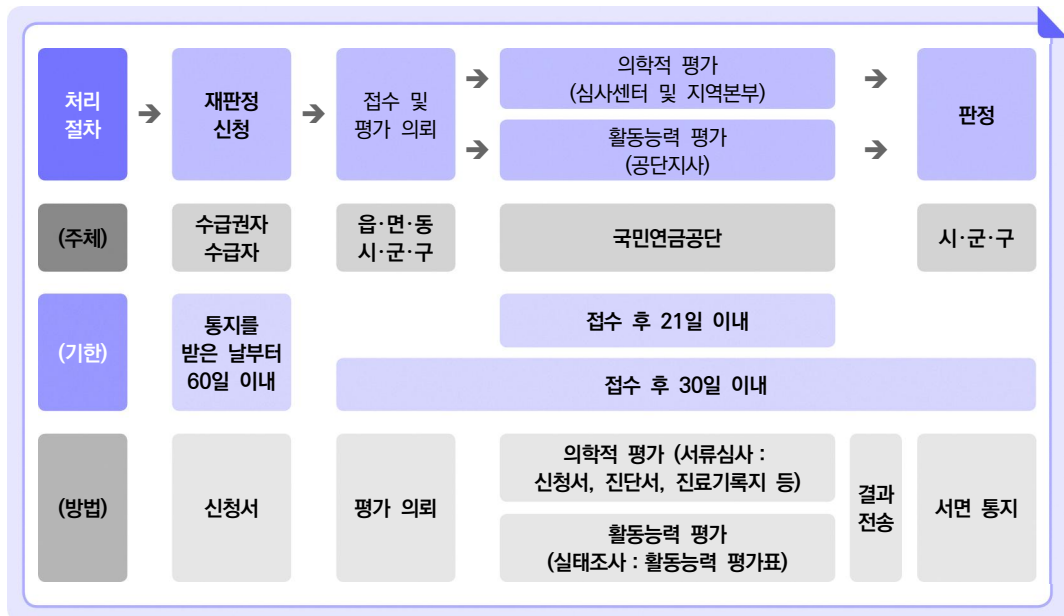 처리
절차
재판정
신청
접수 및
평가 의뢰
의학적 평가
(심사센터 및 지역본부)
활동능력 평가
(공단지사)
판정
(주체)
수급권자
수급자
읍·면·동
시·군·구
국민연금공단
시·군·구
(기한)
통지를
받은 날부터
60일 이내
접수 후 21일 이내
접수 후 30일 이내
(방법)
신청서
평가 의뢰
의학적 평가 (서류심사 :
신청서, 진단서, 진료기록지 등)
활동능력 평가
(실태조사 : 활동능력 평가표)
결과
전송
서면 통지